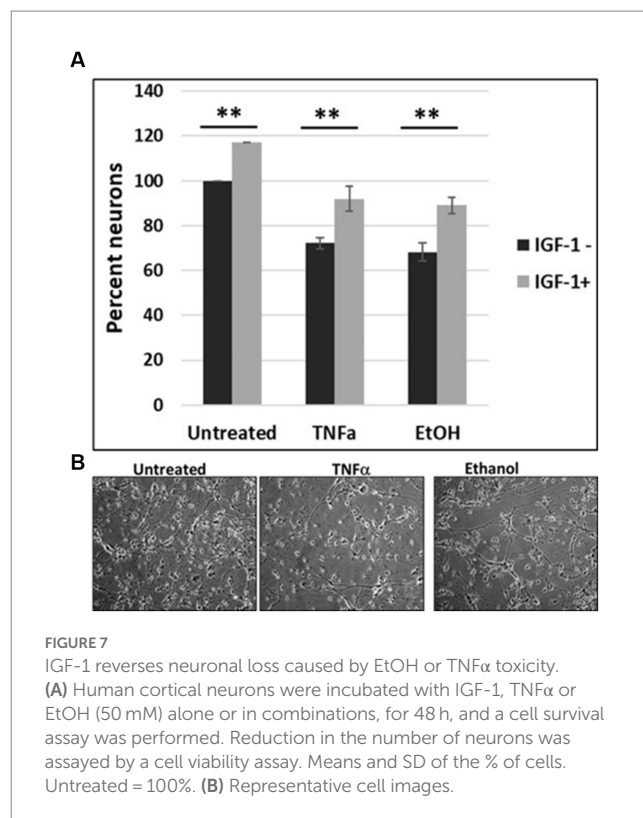 A
140
120
100
80
60
40
20
0
Percent neurons
** ** **
IGF-1 -
IGF-1+
Untreated TNFa EtOH
B
Untreated TNFα Ethanol
FIGURE 7
IGF-1 reverses neuronal loss caused by EtOH or TNFα toxicity.
(A) Human cortical neurons were incubated with IGF-1, TNFα or
EtOH (50 mM) alone or in combinations, for 48 h, and a cell survival
assay was performed. Reduction in the number of neurons was
assayed by a cell viability assay. Means and SD of the % of cells.
Untreated = 100%. (B) Representative cell images.